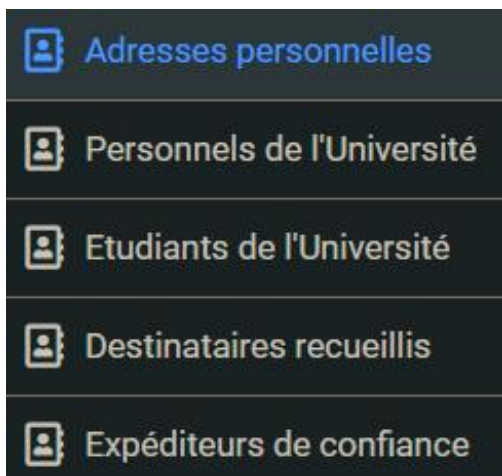 Adresses personnelles
Personnels de l'Université
Etudiants de l'Université
Destinataires recueillis
Expéditeurs de confiance